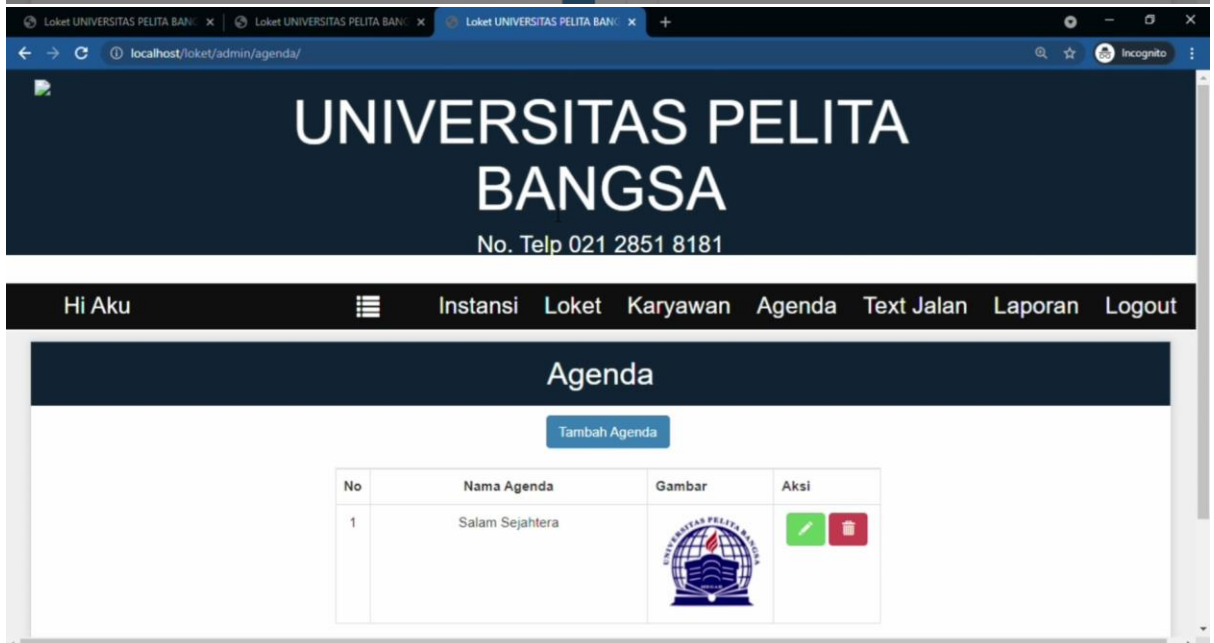 Loket UNIVERSITAS PELITA BANG
Loket UNIVERSITAS PELITA BANG
Loket UNIVERSITAS PELITA BANG
localhost/loket/admin/agenda/
Incognito
UNIVERSITAS PELITA
BANGSA
No. Telp 021 2851 8181
Hi Aku Instansi Loket Karyawan Agenda Text Jalan Laporan Logout
Agenda
Tambah Agenda
No Nama Agenda Gambar Aksi
1 Salam Sejahtera
UNIVERSITAS PELITA BANGSA